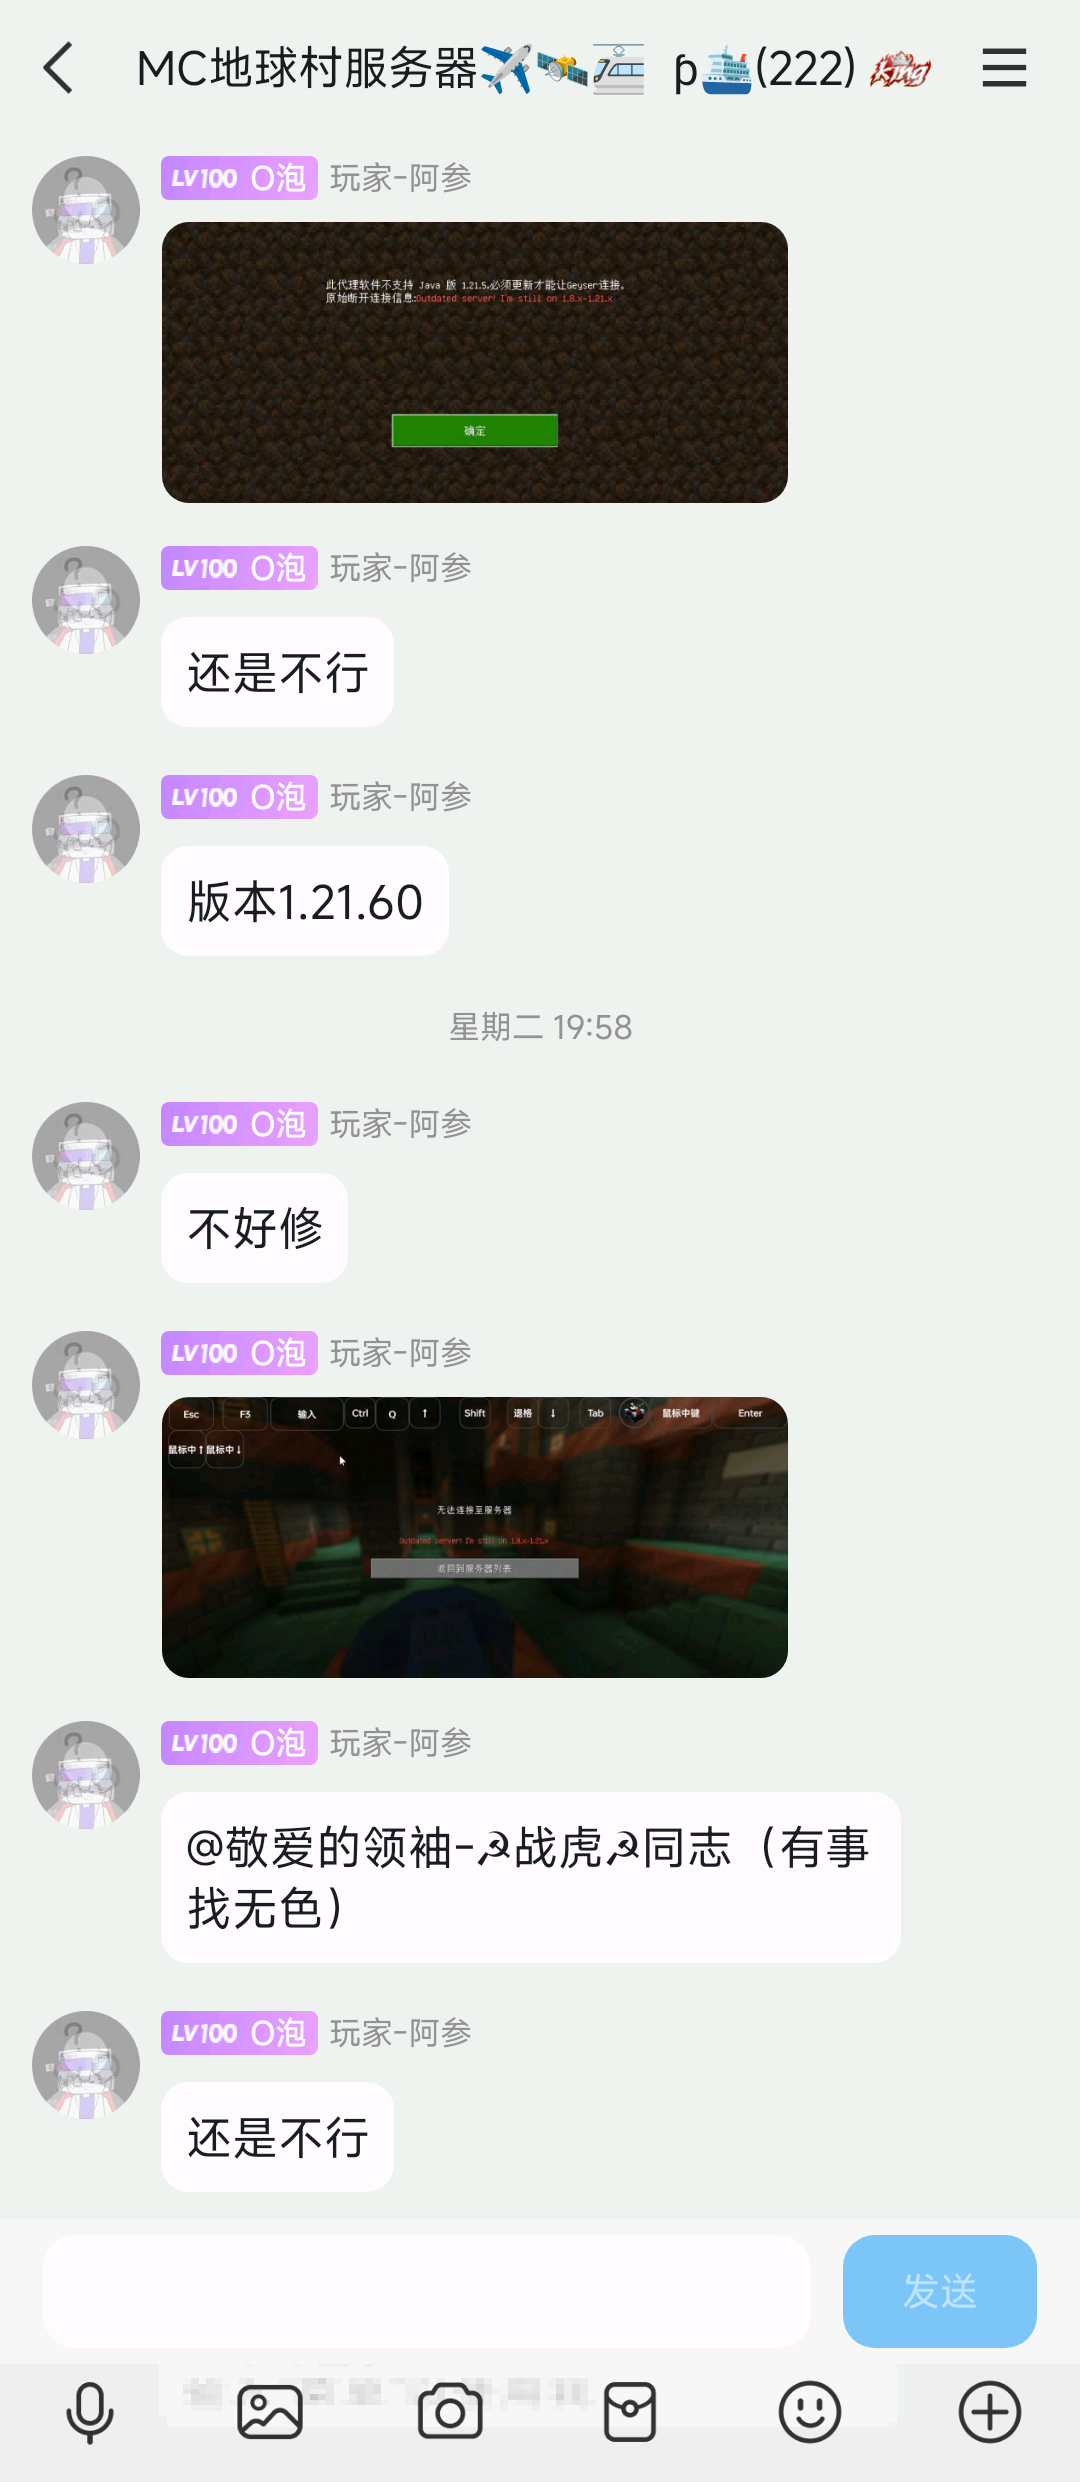 MC地球村服务器✈️🛰️🚈 ƿ🛳️(222) king
LV100 O泡 玩家-阿参
此代理软件不支持 Java 版 1.21.5,必须更新才能让Geyser连接。
原始断开连接信息:Outdated server! I'm still on 1.8.x-1.21.x
确定
LV100 O泡 玩家-阿参
还是不行
LV100 O泡 玩家-阿参
版本1.21.60
星期二 19:58
LV100 O泡 玩家-阿参
不好修
LV100 O泡 玩家-阿参
Esc F3 输入 Ctrl Q ↑ Shift 退格 ↓ Tab 鼠标中键 Enter
鼠标中↑ 鼠标中↓
无法连接至服务器
Outdated server! I'm still on 1.8.x-1.21.x
返回到服务器列表
LV100 O泡 玩家-阿参
@敬爱的领袖-☭战虎☭同志（有事
找无色）
LV100 O泡 玩家-阿参
还是不行
发送